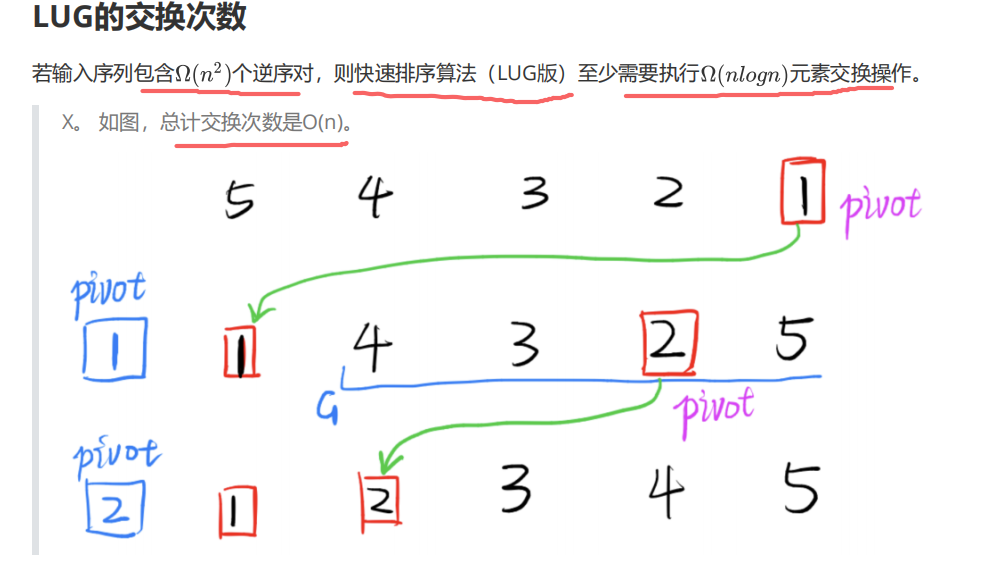 LUG的交换次数
若输入序列包含Ω(n²)个逆序对，则快速排序算法（LUG版）至少需要执行Ω(nlogn)元素交换操作。
X。 如图，总计交换次数是O(n)。
5 4 3 2 1 pivot
pivot
1 1 4 3 2 5
G pivot
pivot
2 1 2 3 4 5